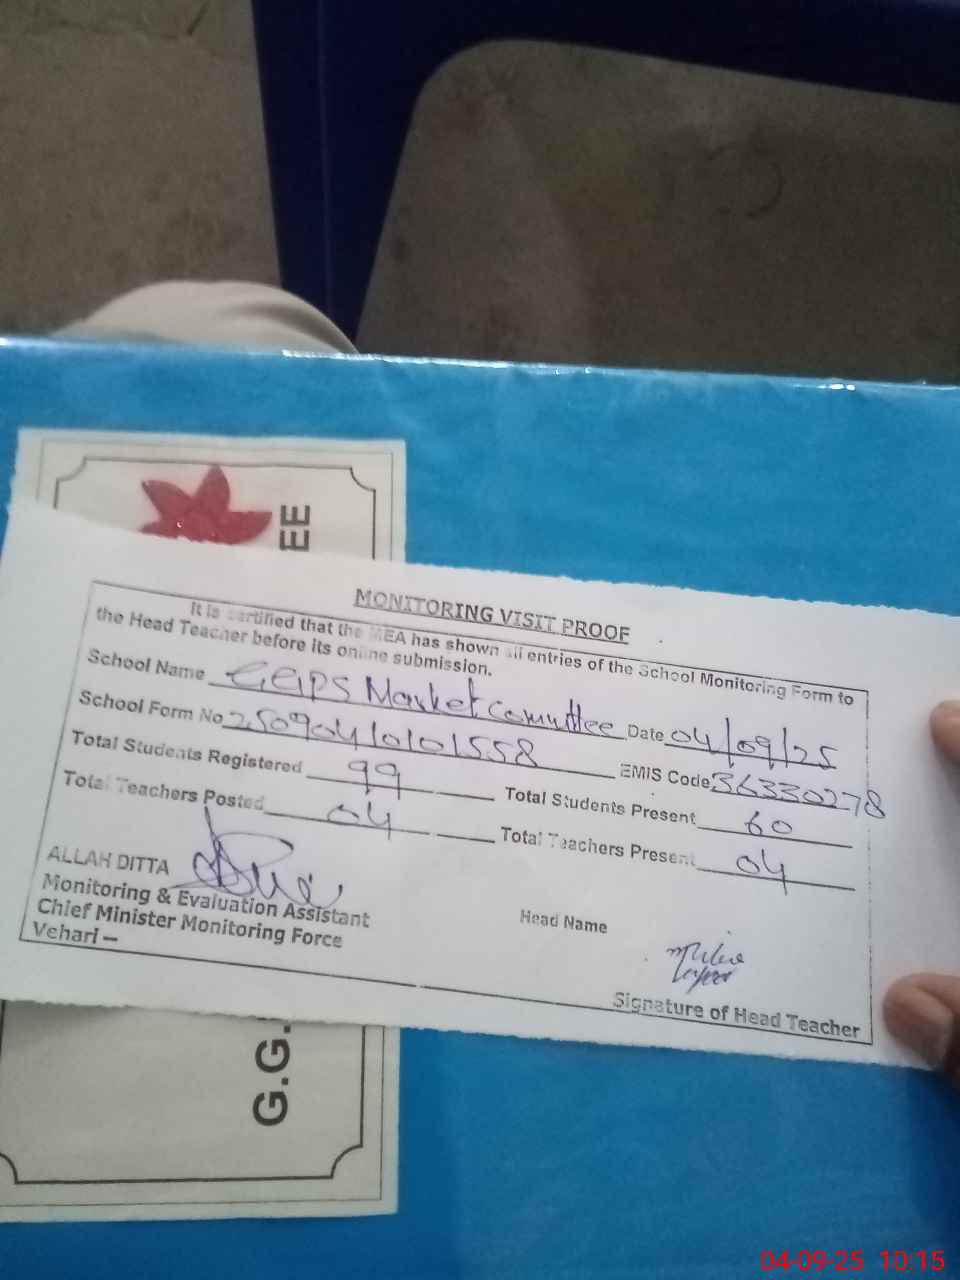 EE
MONITORING VISIT PROOF
It is certified that the MEA has shown all entries of the School Monitoring Form to
the Head Teacher before its online submission.
School Name GGPS Market Committee Date 04/09/25
School Form No 25090410101558 EMIS Code 36330278
Total Students Registered 99 Total Students Present 60
Total Teachers Posted 04 Total Teachers Present 04
ALLAH DITTA
Monitoring & Evaluation Assistant
Chief Minister Monitoring Force
Vehari –
Head Name
Signature of Head Teacher
G.G.
04-09-25 10:15